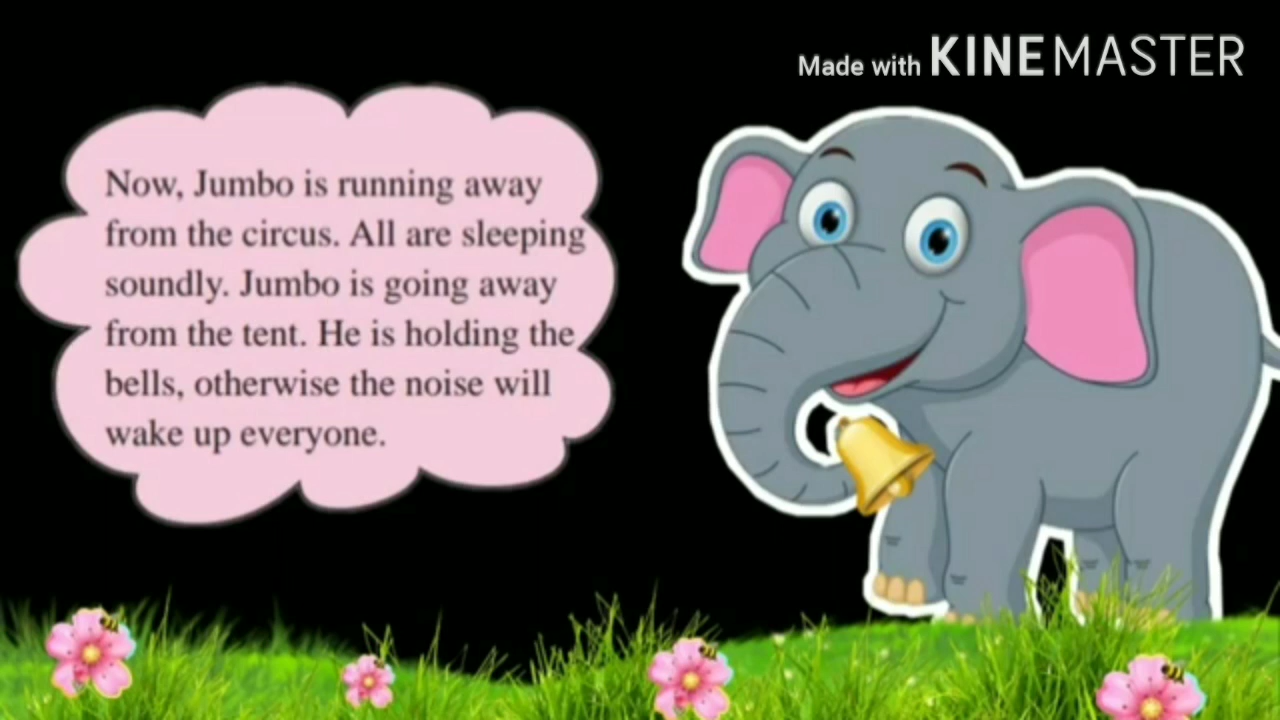 Made with KINEMASTER
Now, Jumbo is running away
from the circus. All are sleeping
soundly. Jumbo is going away
from the tent. He is holding the
bells, otherwise the noise will
wake up everyone.